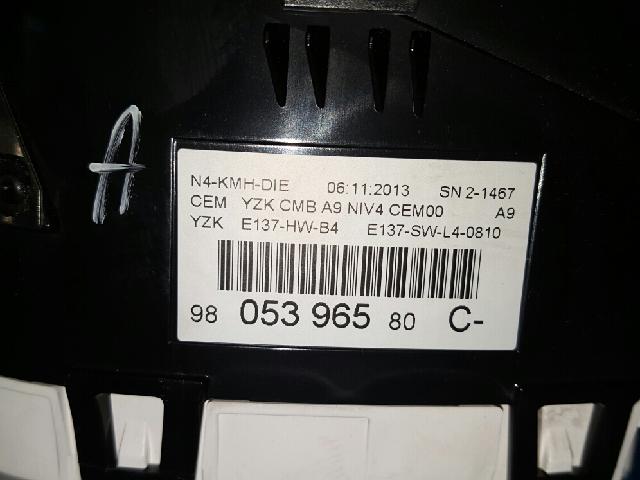 A
N4-KMH-DIE 06:11:2013 SN 2-1467
CEM YZK CMB A9 NIV4 CEM00 A9
YZK E137-HW-B4 E137-SW-L4-0810
98 053 965 80 C-